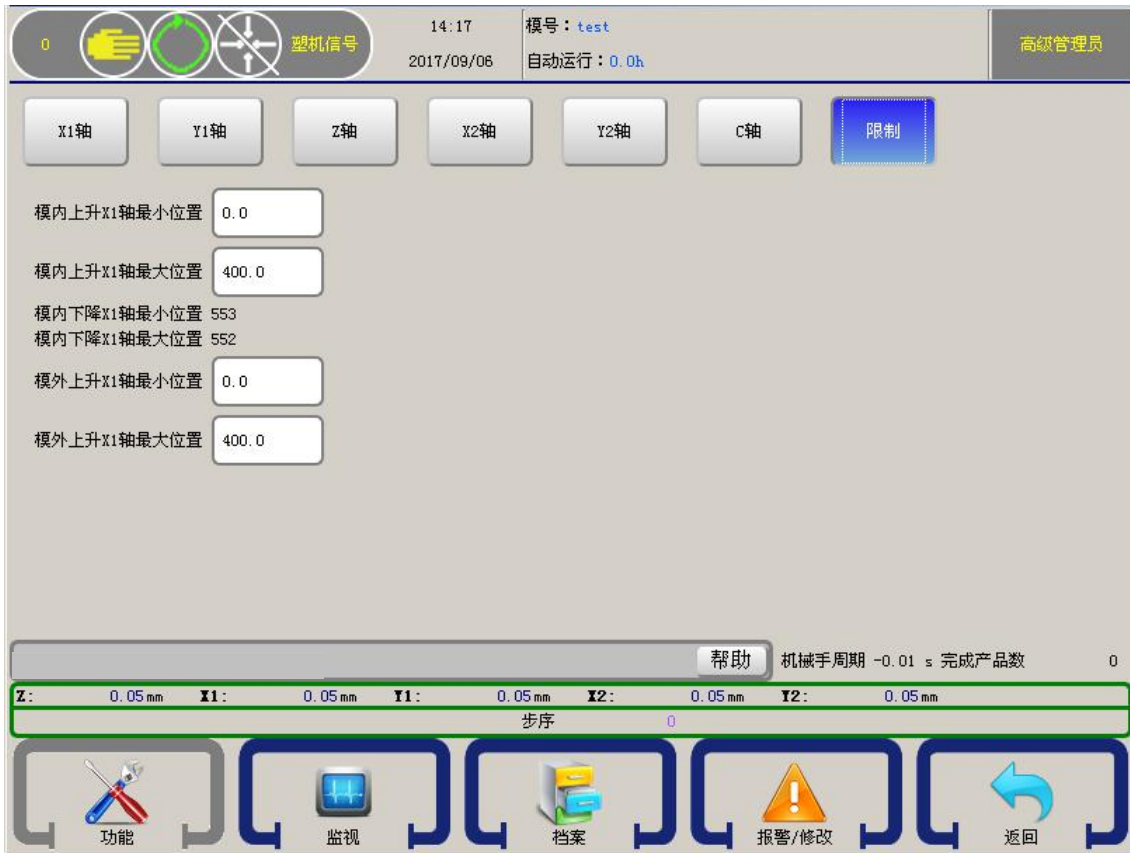 0 塑机信号 14:17 模号：test
2017/09/06 自动运行：0.0h 高级管理员
X1轴 Y1轴 Z轴 X2轴 Y2轴 C轴 限制
模内上升X1轴最小位置 0.0
模内上升X1轴最大位置 400.0
模内下降X1轴最小位置 553
模内下降X1轴最大位置 552
模外上升X1轴最小位置 0.0
模外上升X1轴最大位置 400.0
帮助 机械手周期 -0.01 s 完成产品数 0
Z: 0.05mm X1: 0.05mm Y1: 0.05mm X2: 0.05mm Y2: 0.05mm
步序 0
功能 监视 档案 报警/修改 返回